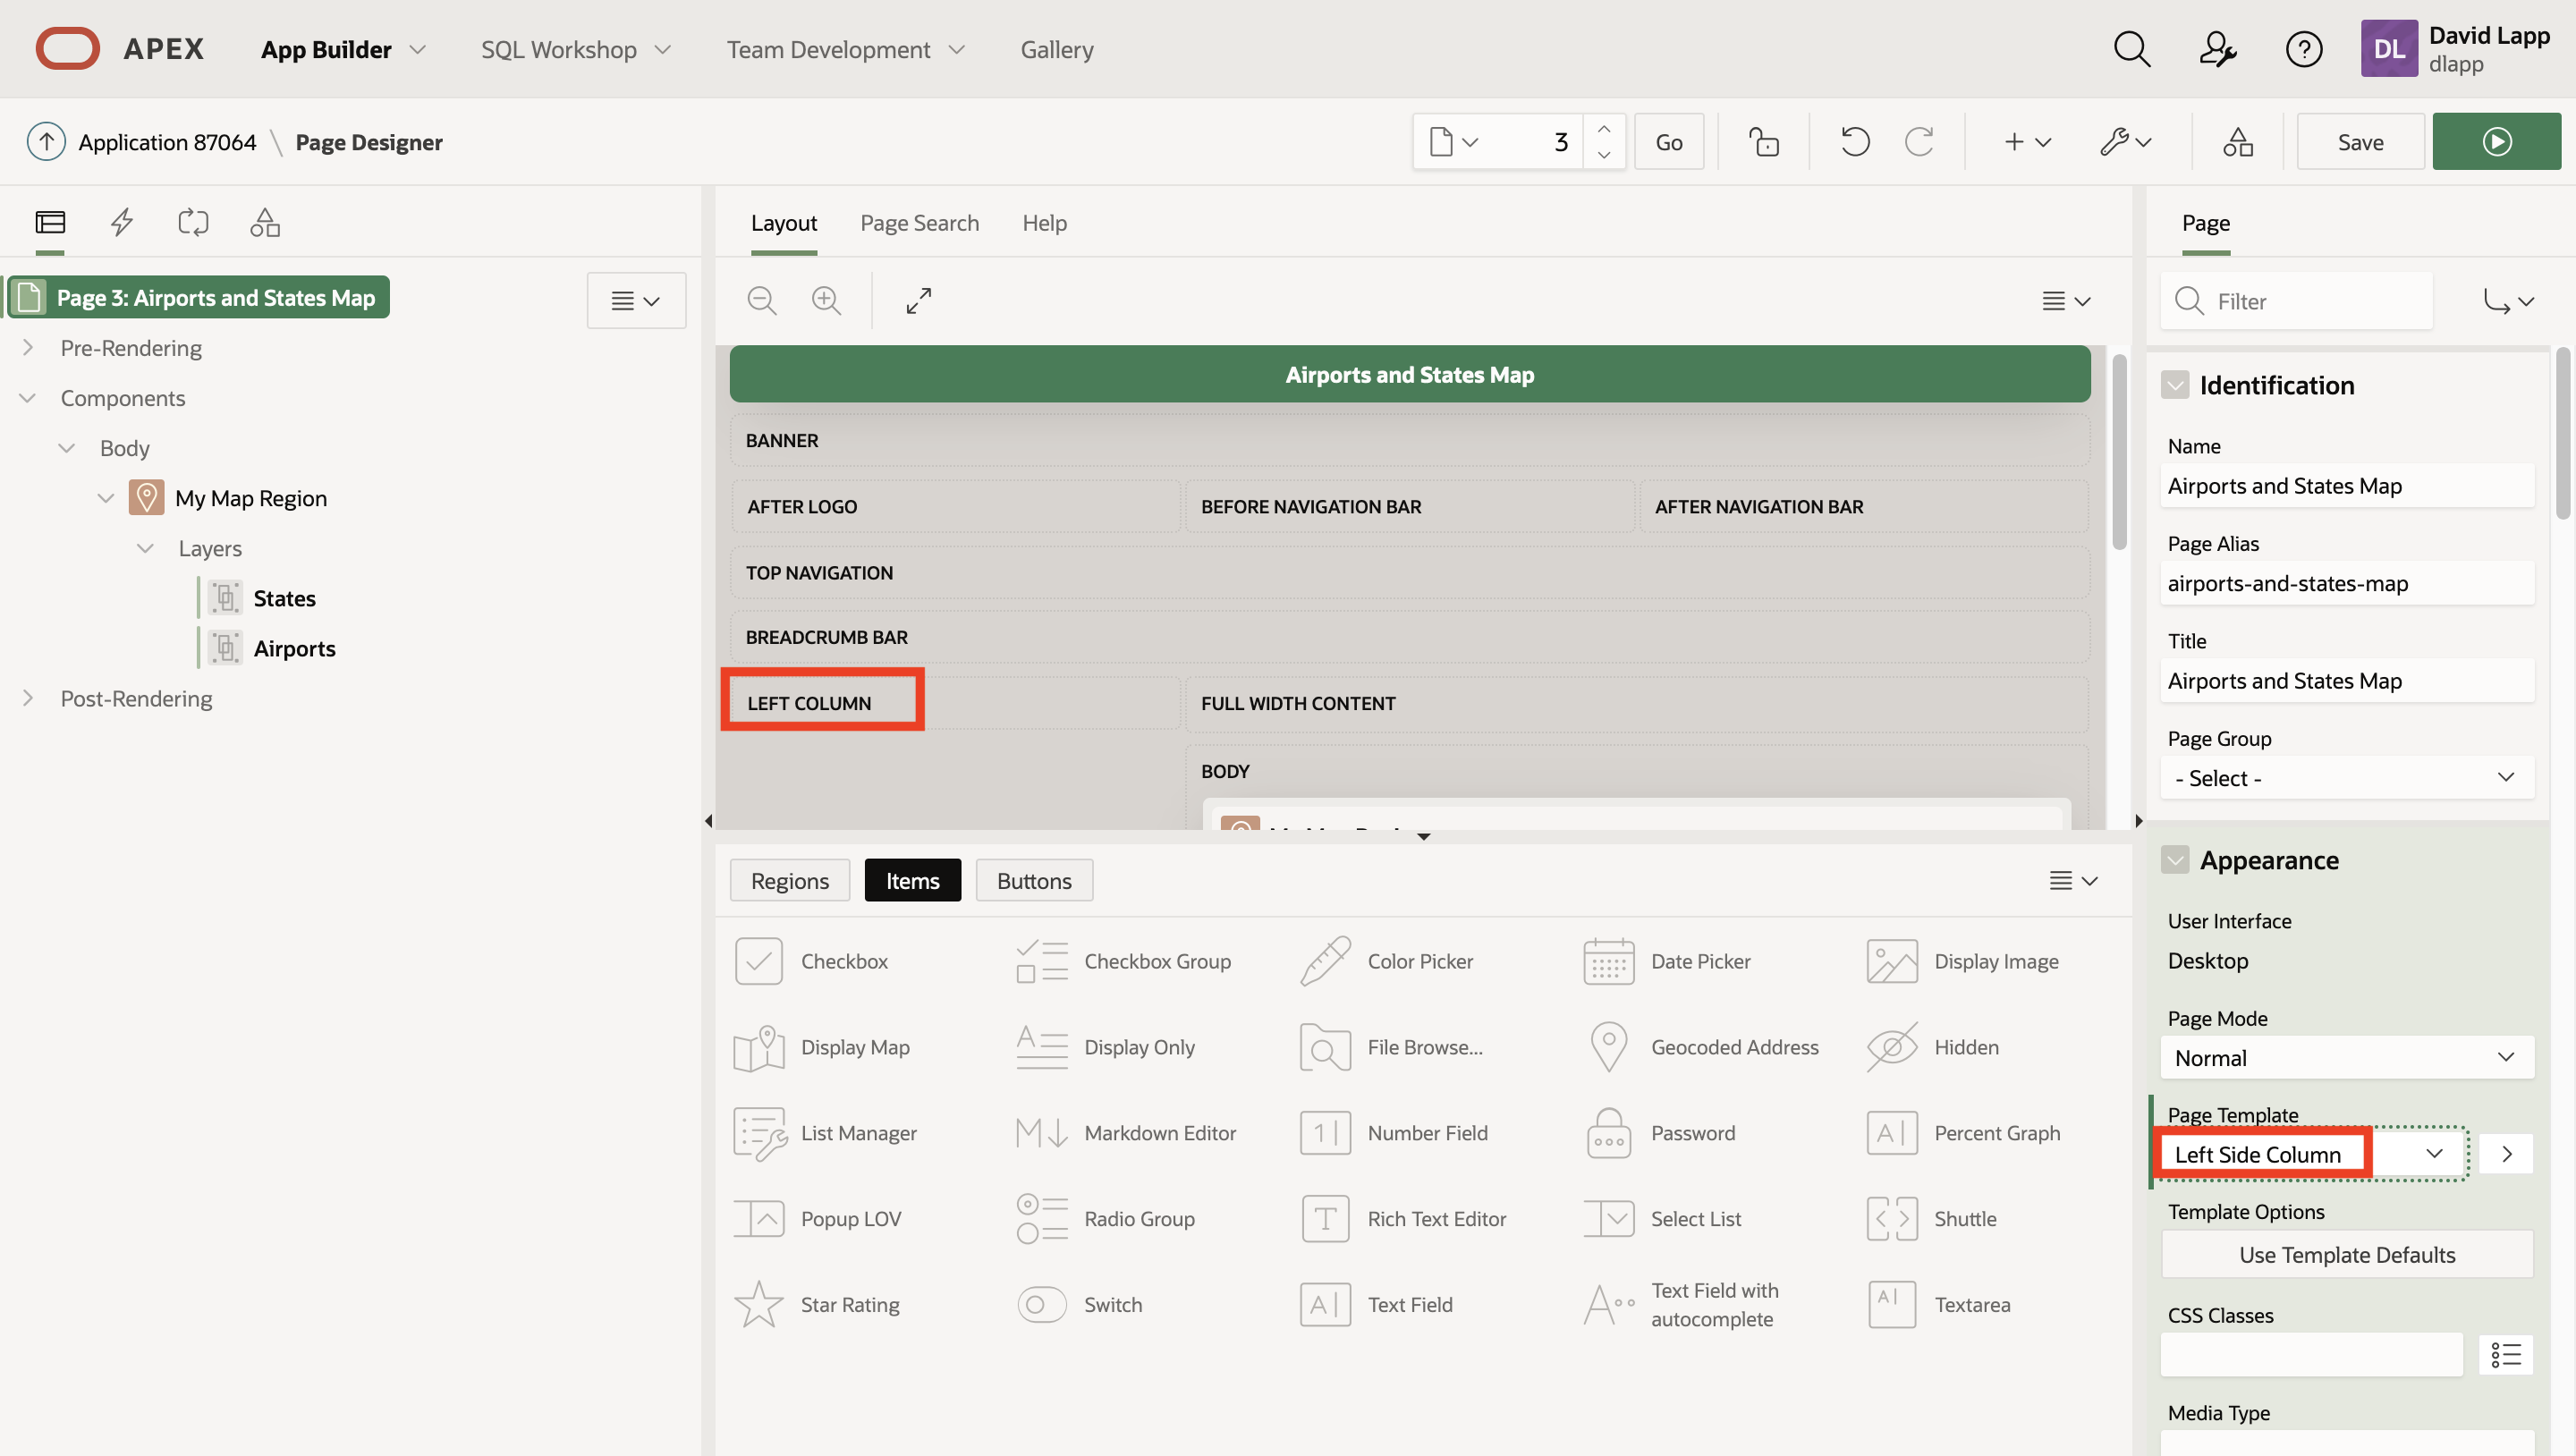 APEX
App Builder
SQL Workshop
Team Development
Gallery
DL
David Lapp
dlapp
Application 87064 \ Page Designer
3
Go
Save
Page 3: Airports and States Map
Pre-Rendering
Components
Body
My Map Region
Layers
States
Airports
Post-Rendering
Layout
Page Search
Help
Airports and States Map
BANNER
AFTER LOGO
BEFORE NAVIGATION BAR
AFTER NAVIGATION BAR
TOP NAVIGATION
BREADCRUMB BAR
LEFT COLUMN
FULL WIDTH CONTENT
BODY
Regions
Items
Buttons
Checkbox
Checkbox Group
Color Picker
Date Picker
Display Image
Display Map
Display Only
File Browse...
Geocoded Address
Hidden
List Manager
Markdown Editor
Number Field
Password
Percent Graph
Popup LOV
Radio Group
Rich Text Editor
Select List
Shuttle
Star Rating
Switch
Text Field
Text Field with
autocomplete
Textarea
Page
Filter
Identification
Name
Airports and States Map
Page Alias
airports-and-states-map
Title
Airports and States Map
Page Group
- Select -
Appearance
User Interface
Desktop
Page Mode
Normal
Page Template
Left Side Column
Template Options
Use Template Defaults
CSS Classes
Media Type